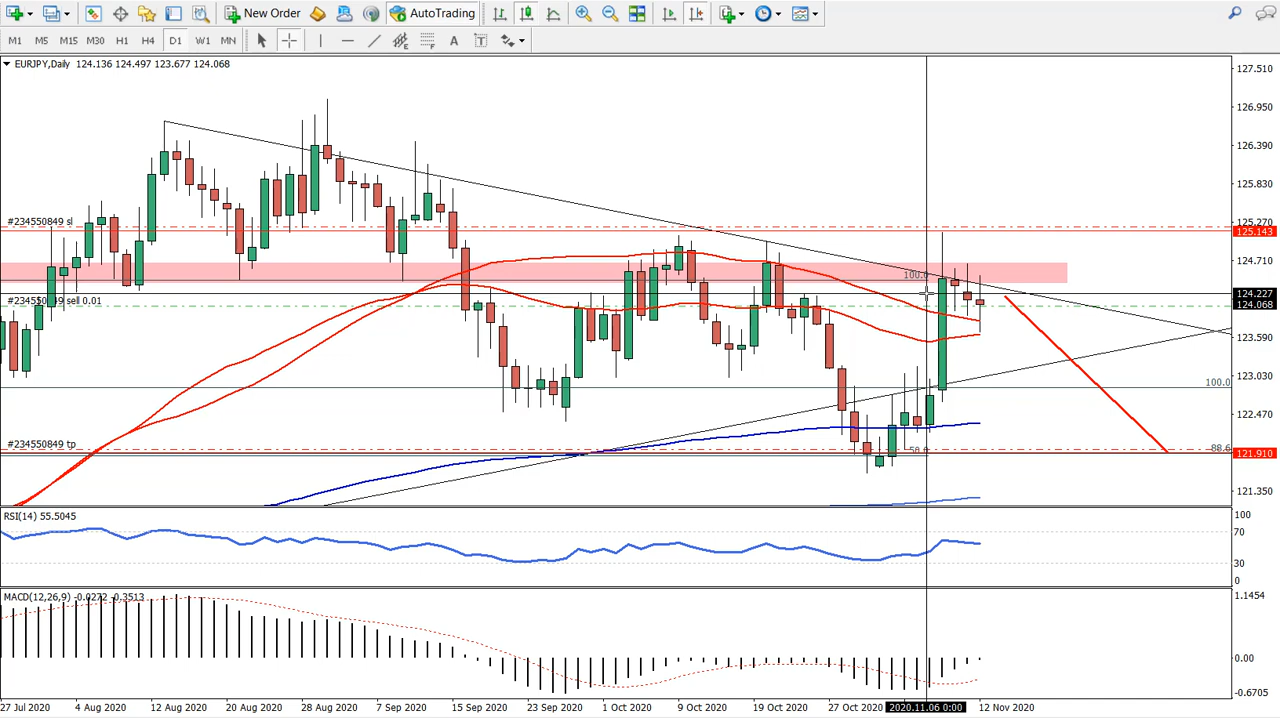 New Order AutoTrading
M1 M5 M15 M30 H1 H4 D1 W1 MN A T
EURJPY,Daily 124.136 124.497 123.677 124.068
127.510
126.950
126.390
125.830
#234550849 sl
125.270
125.143
124.710
100.0
124.227
#234550849 sell 0.01
124.068
123.590
123.030
100.0
122.470
#234550849 tp
50.0
88.6
121.910
121.350
RSI(14) 55.5045
100
70
30
0
MACD(12,26,9) -0.0272 -0.3513
1.1454
0.00
-0.6705
27 Jul 2020 4 Aug 2020 12 Aug 2020 20 Aug 2020 28 Aug 2020 7 Sep 2020 15 Sep 2020 23 Sep 2020 1 Oct 2020 9 Oct 2020 19 Oct 2020 27 Oct 2020 2020.11.06 0:00 12 Nov 2020